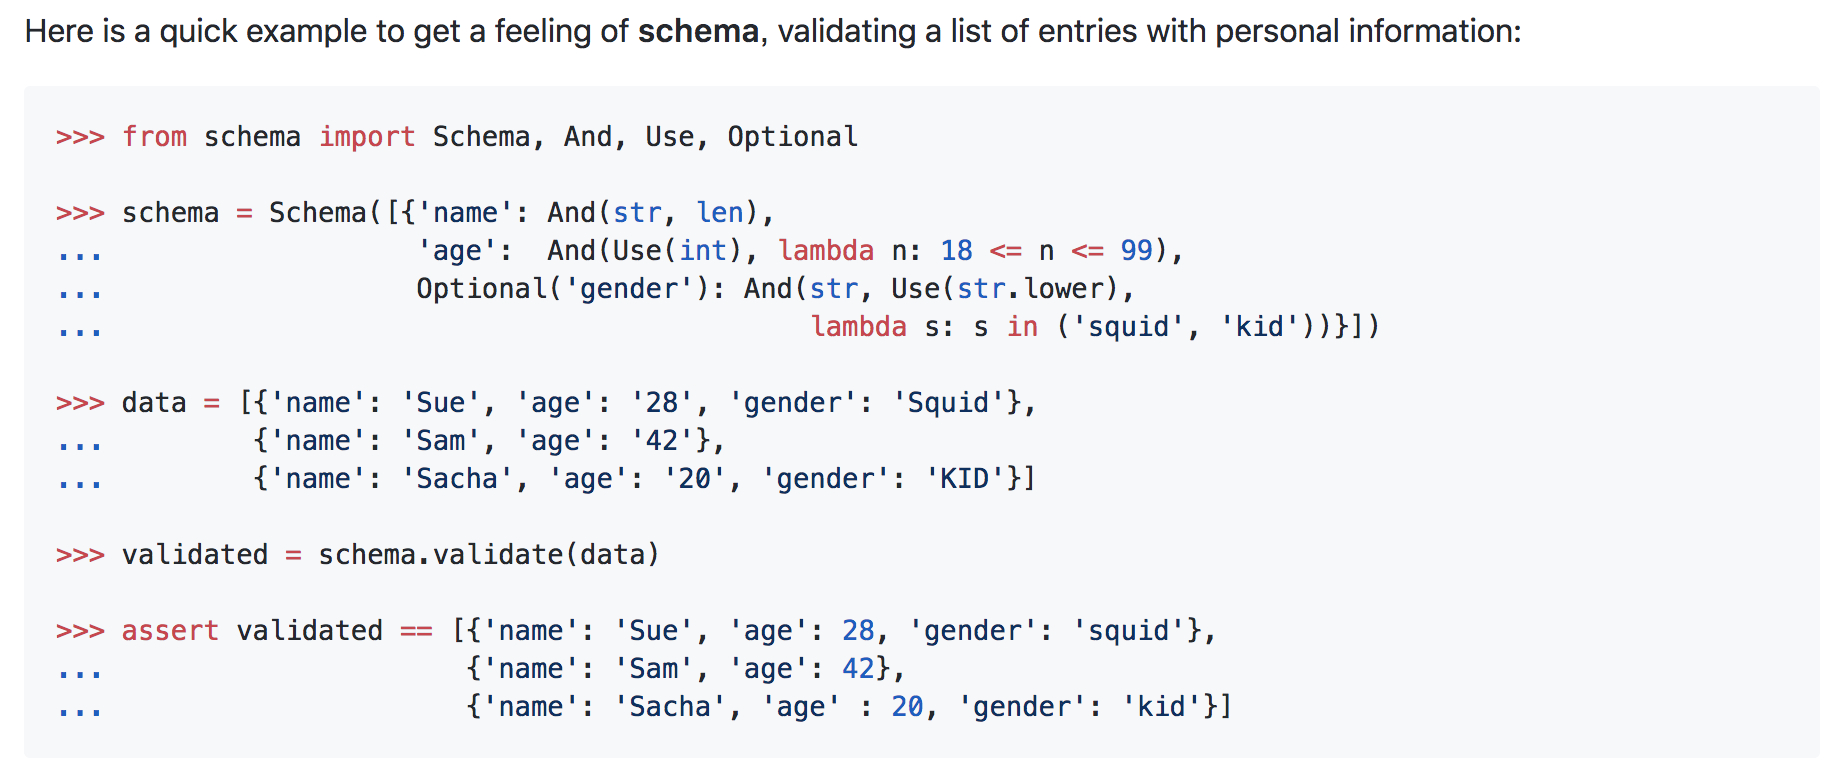 Here is a quick example to get a feeling of schema, validating a list of entries with personal information:
>>> from schema import Schema, And, Use, Optional
>>> schema = Schema([{'name': And(str, len),
...                   'age':  And(Use(int), lambda n: 18 <= n <= 99),
...                   Optional('gender'): And(str, Use(str.lower),
...                                           lambda s: s in ('squid', 'kid'))}])
>>> data = [{'name': 'Sue', 'age': '28', 'gender': 'Squid'},
...         {'name': 'Sam', 'age': '42'},
...         {'name': 'Sacha', 'age': '20', 'gender': 'KID'}]
>>> validated = schema.validate(data)
>>> assert validated == [{'name': 'Sue', 'age': 28, 'gender': 'squid'},
...                      {'name': 'Sam', 'age': 42},
...                      {'name': 'Sacha', 'age' : 20, 'gender': 'kid'}]